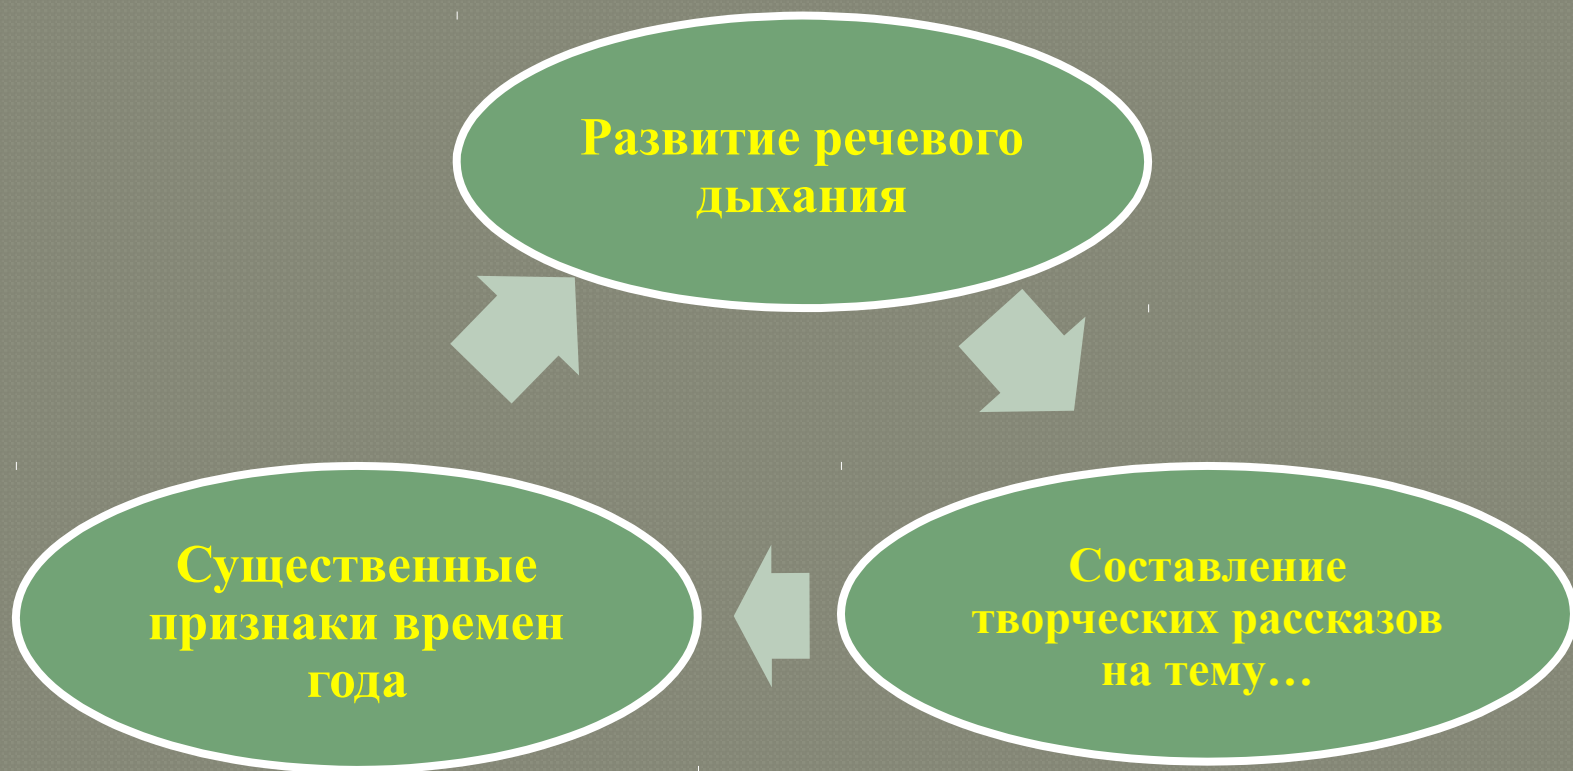 Развитие речевого
дыхания
Существенные
признаки времен
года
Составление
творческих рассказов
на тему…